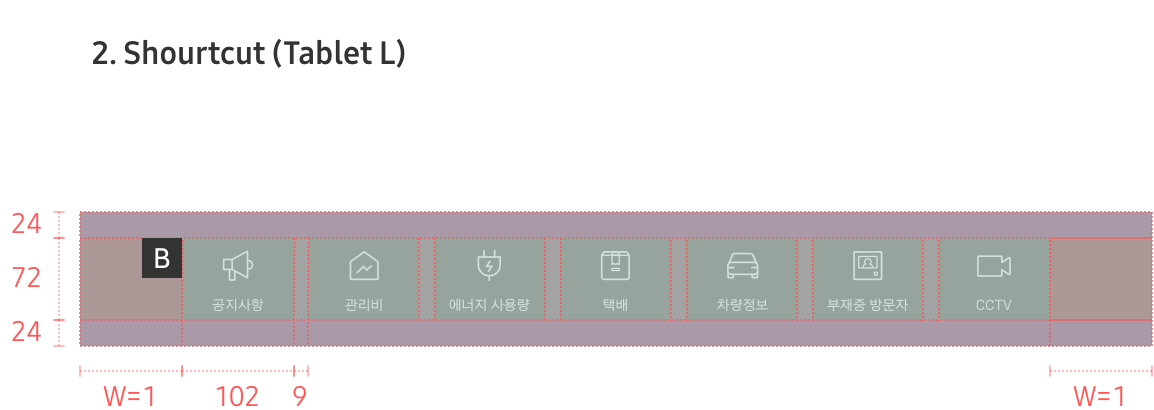 2. Shourtcut (Tablet L)
24
B
72
공지사항 관리비 에너지 사용량 택배 차량정보 부재중 방문자 CCTV
24
W=1 102 9 W=1